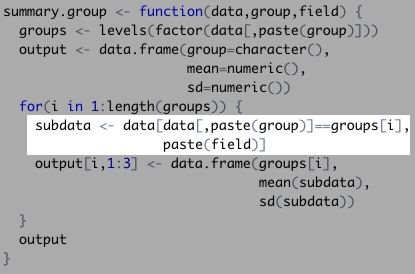 summary.group <- function(data,group,field) {
  groups <- levels(factor(data[,paste(group)]))
  output <- data.frame(group=character(),
                       mean=numeric(),
                       sd=numeric())
  for(i in 1:length(groups)) {
    subdata <- data[data[,paste(group)]==groups[i],
                    paste(field)]
    output[i,1:3] <- data.frame(groups[i],
                                mean(subdata),
                                sd(subdata))
  }
  output
}